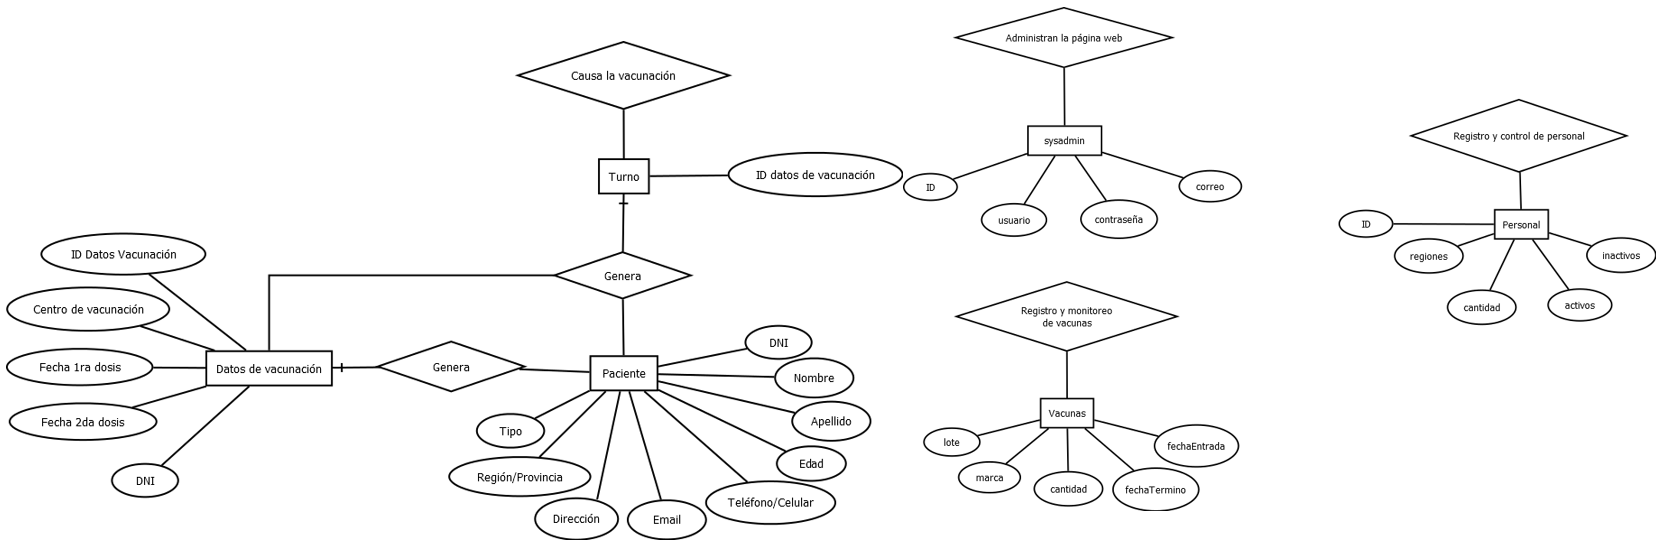 Causa la vacunación
Turno
ID datos de vacunación
Genera
ID Datos Vacunación
Centro de vacunación
Fecha 1ra dosis
Fecha 2da dosis
DNI
Datos de vacunación
Genera
Paciente
DNI
Nombre
Apellido
Edad
Teléfono/Celular
Email
Dirección
Región/Provincia
Tipo
Administran la página web
sysadmin
ID
usuario
contraseña
correo
Registro y monitoreo
de vacunas
Vacunas
lote
marca
cantidad
fechaTermino
fechaEntrada
Registro y control de personal
Personal
ID
regiones
cantidad
activos
inactivos